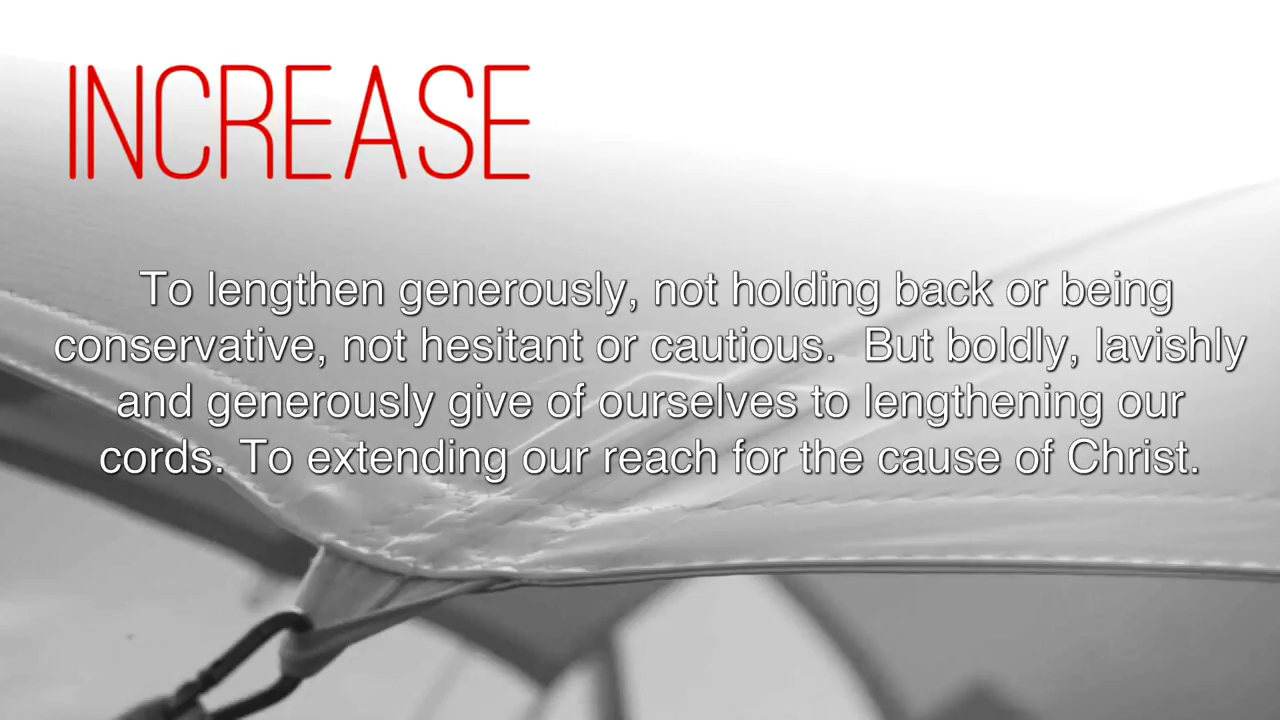 INCREASE
To lengthen generously, not holding back or being
conservative, not hesitant or cautious.  But boldly, lavishly
and generously give of ourselves to lengthening our
cords. To extending our reach for the cause of Christ.